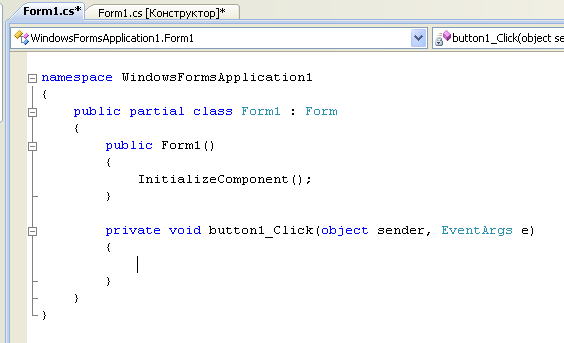 Form1.cs* Form1.cs [Конструктор]*
WindowsFormsApplication1.Form1 button1_Click(object se
namespace WindowsFormsApplication1
{
    public partial class Form1 : Form
    {
        public Form1()
        {
            InitializeComponent();
        }
        private void button1_Click(object sender, EventArgs e)
        {
        }
    }
}